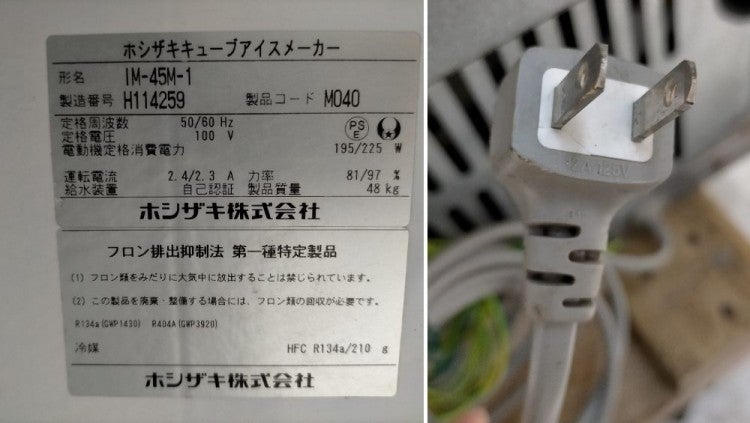 ホシザキキューブアイスメーカー
形名 IM-45M-1
製造番号 H114259 製品コード M040
定格周波数 50/60 Hz
定格電圧 100 V
PS E
電動機定格消費電力 195/225 W
運転電流 2.4/2.3 A 力率 81/97 %
給水装置 自己認証 製品質量 48 kg
ホシザキ株式会社
フロン排出抑制法 第一種特定製品
(1) フロン類をみだりに大気中に放出することは禁じられています。
(2) この製品を廃棄・整備する場合には、フロン類の回収が必要です。
R134a(GWP1430) R404A(GWP3920)
冷媒 HFC R134a/210 g
ホシザキ株式会社
125V